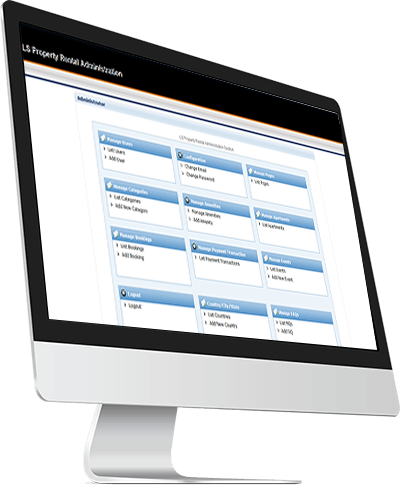 LS Property Rental Administration
Administrator
LS Property Rental Administration
Manage Users
List Users
Add User
Configuration
Change Email
Change Password
Manage Pages
List Pages
Manage Categories
List Categories
Add New Category
Manage Amenities
Manage Amenities
Add Amenity
Manage Apartments
List Apartments
Manage Bookings
List Bookings
Add Booking
Manage Payment Transaction
List Payment Transactions
Manage Events
List Events
Add New Event
Logout
Logout
Country/City/State
List Countries
Add New Country
Manage FAQs
List FAQs
Add FAQ